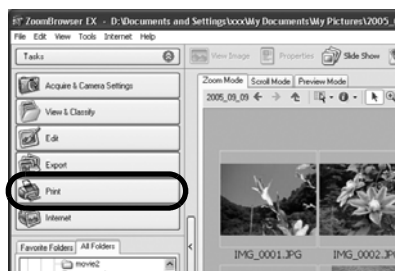 ZoomBrowser EX - D:\Documents and Settings\xxx\My Documents\My Pictures\2005_
File Edit View Tools Internet Help
Tasks
View Image Properties Slide Show
Acquire & Camera Settings
Zoom Mode Scroll Mode Preview Mode
2005_09_09
View & Classify
Edit
Export
Print
Internet
IMG_0001.JPG IMG_0002.JP
Favorite Folders All Folders
movie2